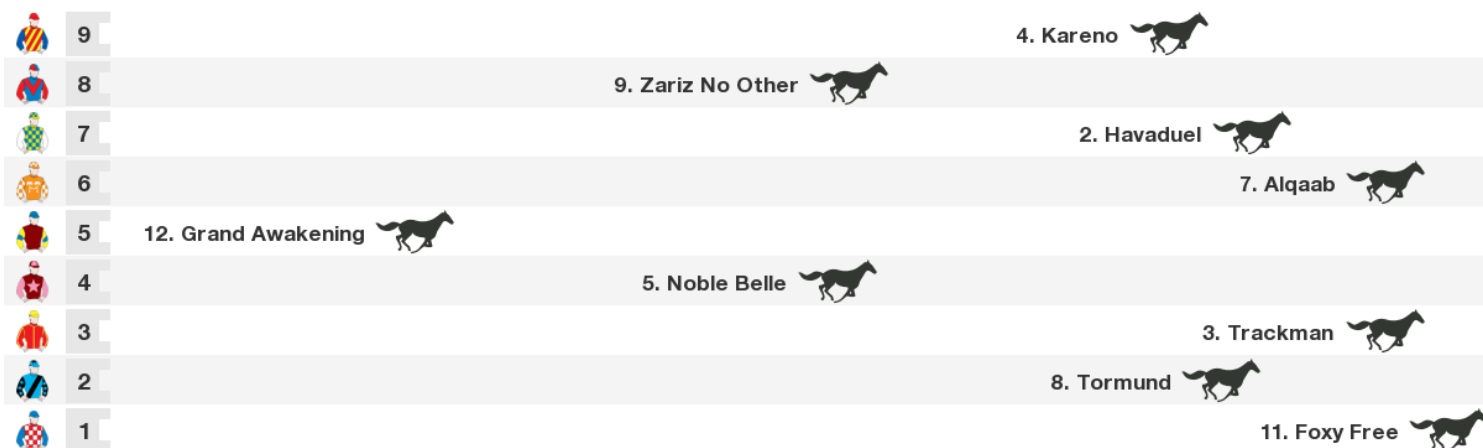 9 4. Kareno
8 9. Zariz No Other
7 2. Havaduel
6 7. Alqaab
5 12. Grand Awakening
4 5. Noble Belle
3 3. Trackman
2 8. Tormund
1 11. Foxy Free